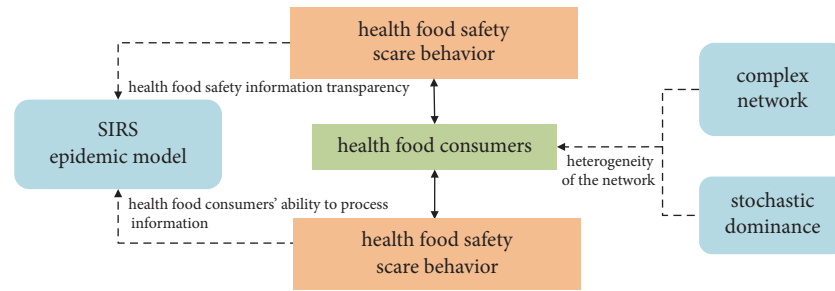 health food safety
scare behavior
health food safety information transparency
complex
network
SIRS
epidemic model
health food consumers
heterogeneity
of the network
health food consumers’ ability to process
information
stochastic
dominance
health food safety
scare behavior